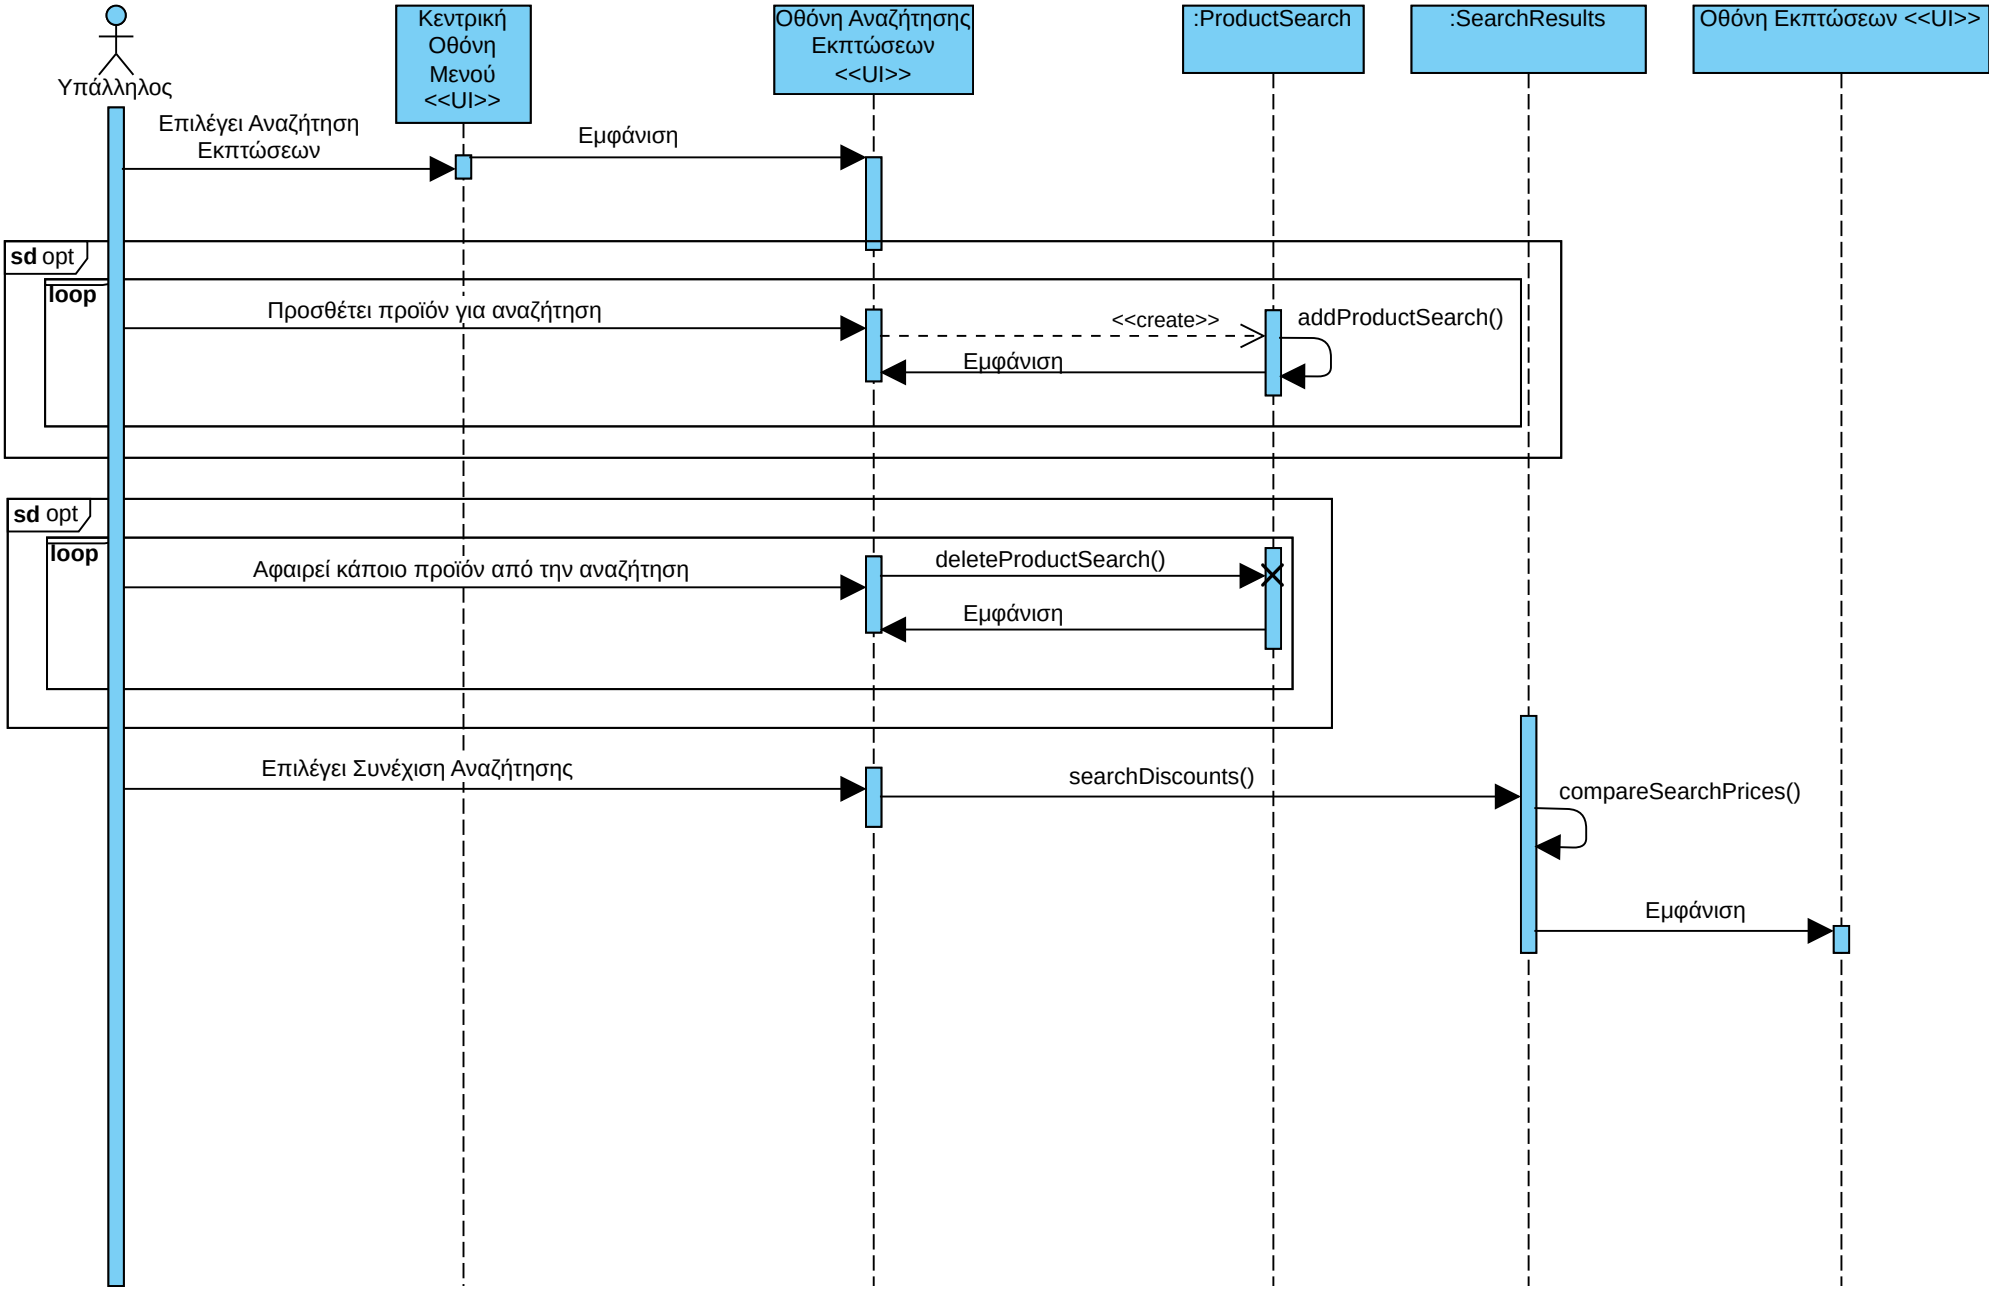 Υπάλληλος
Κεντρική
Οθόνη
Μενού
<<UI>>
Οθόνη Αναζήτησης
Εκπτώσεων
<<UI>>
:ProductSearch
:SearchResults
Οθόνη Εκπτώσεων <<UI>>
Επιλέγει Αναζήτηση
Εκπτώσεων
Εμφάνιση
sd opt
loop
Προσθέτει προϊόν για αναζήτηση
<<create>>
addProductSearch()
Εμφάνιση
sd opt
loop
Αφαιρεί κάποιο προϊόν από την αναζήτηση
deleteProductSearch()
Εμφάνιση
Επιλέγει Συνέχιση Αναζήτησης
searchDiscounts()
compareSearchPrices()
Εμφάνιση